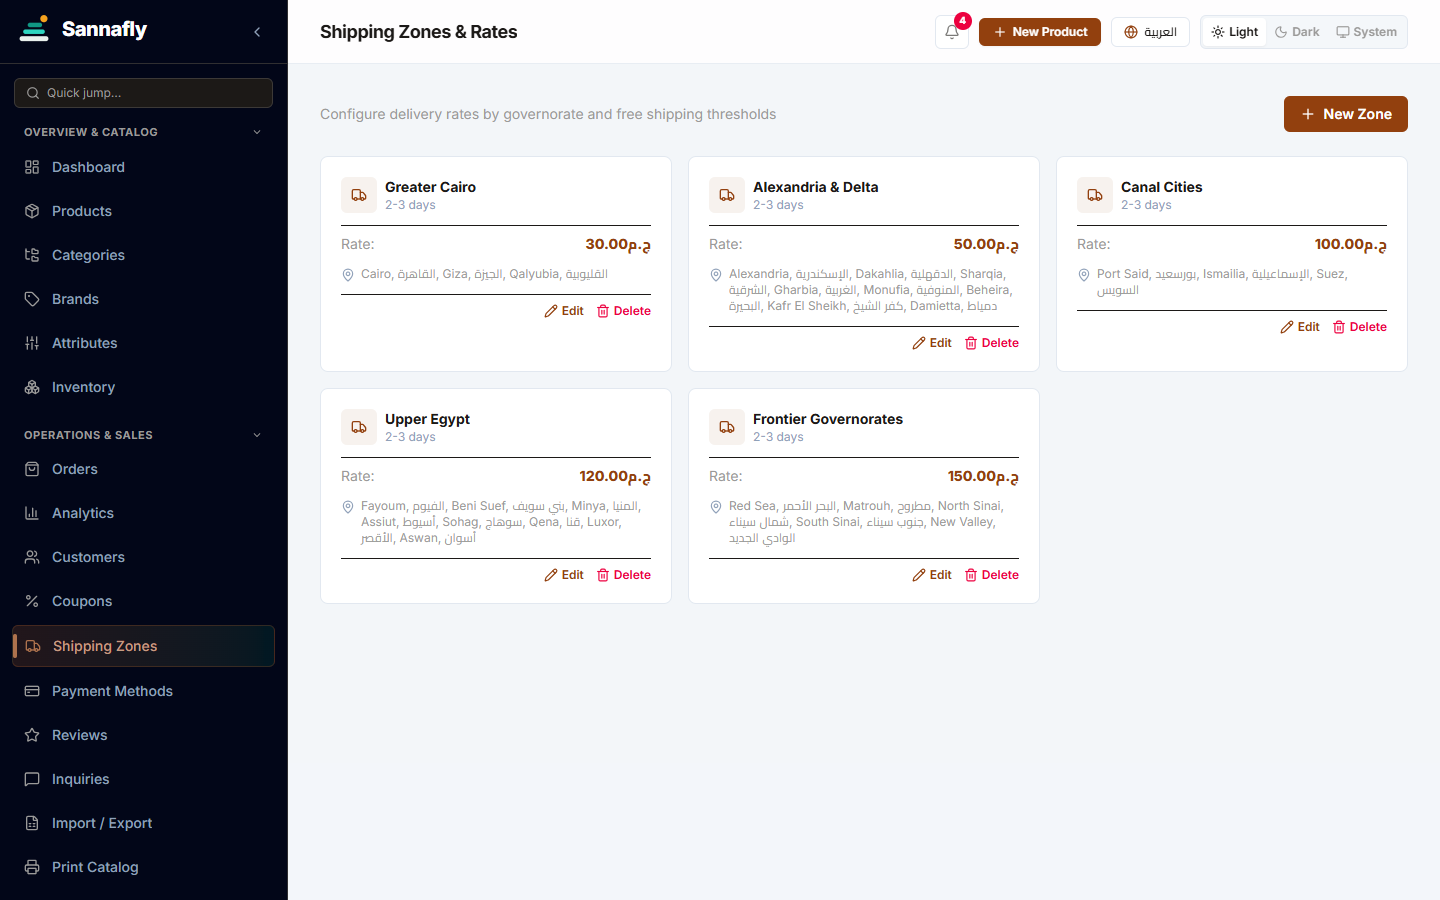 Sannafly
Quick jump...
OVERVIEW & CATALOG
Dashboard
Products
Categories
Brands
Attributes
Inventory
OPERATIONS & SALES
Orders
Analytics
Customers
Coupons
Shipping Zones
Payment Methods
Reviews
Inquiries
Import / Export
Print Catalog
Shipping Zones & Rates
4
New Product
العربية
Light
Dark
System
Configure delivery rates by governorate and free shipping thresholds
New Zone
Greater Cairo
2-3 days
Rate:
30.00ج.م
Cairo, القاهرة, Giza, الجيزة, Qalyubia, القليوبية
Edit
Delete
Alexandria & Delta
2-3 days
Rate:
50.00ج.م
Alexandria, الإسكندرية, Dakahlia, الدقهلية, Sharqia,
الشرقية, Gharbia, الغربية, Monufia, المنوفية, Beheira,
البحيرة, Kafr El Sheikh, كفر الشيخ, Damietta, دمياط
Edit
Delete
Canal Cities
2-3 days
Rate:
100.00ج.م
Port Said, بورسعيد, Ismailia, الإسماعيلية, Suez,
السويس
Edit
Delete
Upper Egypt
2-3 days
Rate:
120.00ج.م
Fayoum, الفيوم, Beni Suef, بني سويف, Minya, المنيا,
Assiut, أسيوط, Sohag, سوهاج, Qena, قنا, Luxor,
الأقصر, Aswan, أسوان
Edit
Delete
Frontier Governorates
2-3 days
Rate:
150.00ج.م
Red Sea, البحر الأحمر, Matrouh, مطروح, North Sinai,
شمال سيناء, South Sinai, جنوب سيناء, New Valley,
الوادي الجديد
Edit
Delete